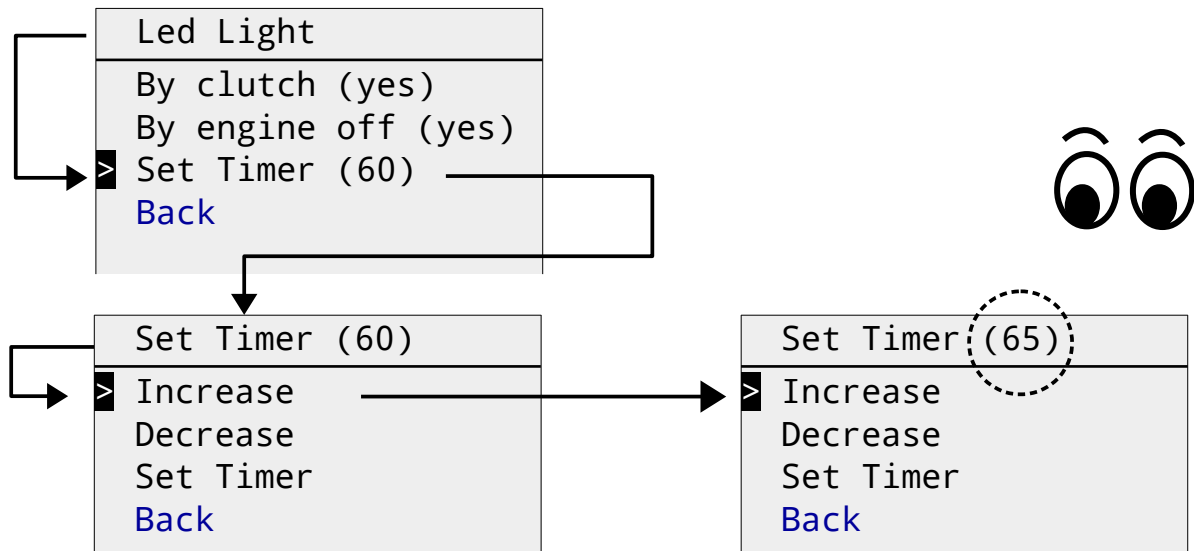 Led Light
By clutch (yes)
By engine off (yes)
> Set Timer (60)
Back
Set Timer (60)
> Increase
Decrease
Set Timer
Back
Set Timer (65)
> Increase
Decrease
Set Timer
Back